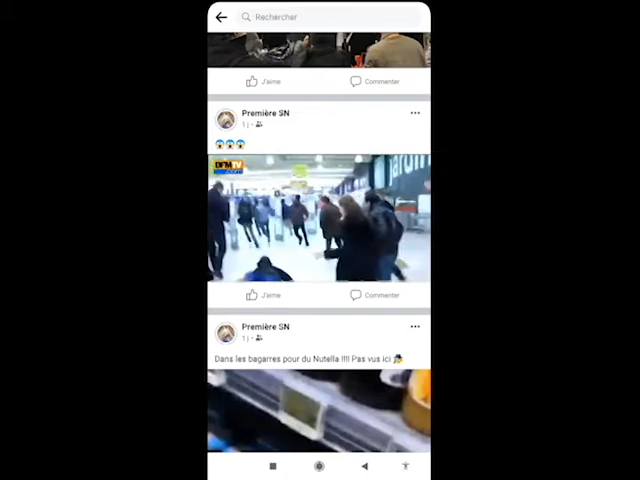 Rechercher
J'aime
Commenter
Première SN
1 j
😱😱😱
Jardin
J'aime
Commenter
Première SN
1 j
Dans les bagarres pour du Nutella !!!! Pas vus ici